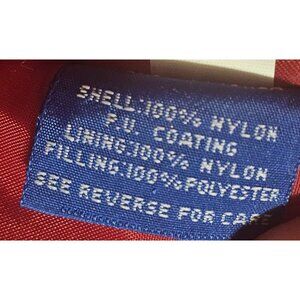 SHELL:100% NYLON
P.U. COATING
LINING:100% NYLON
FILLING:100%POLYESTER
SEE REVERSE FOR CARE